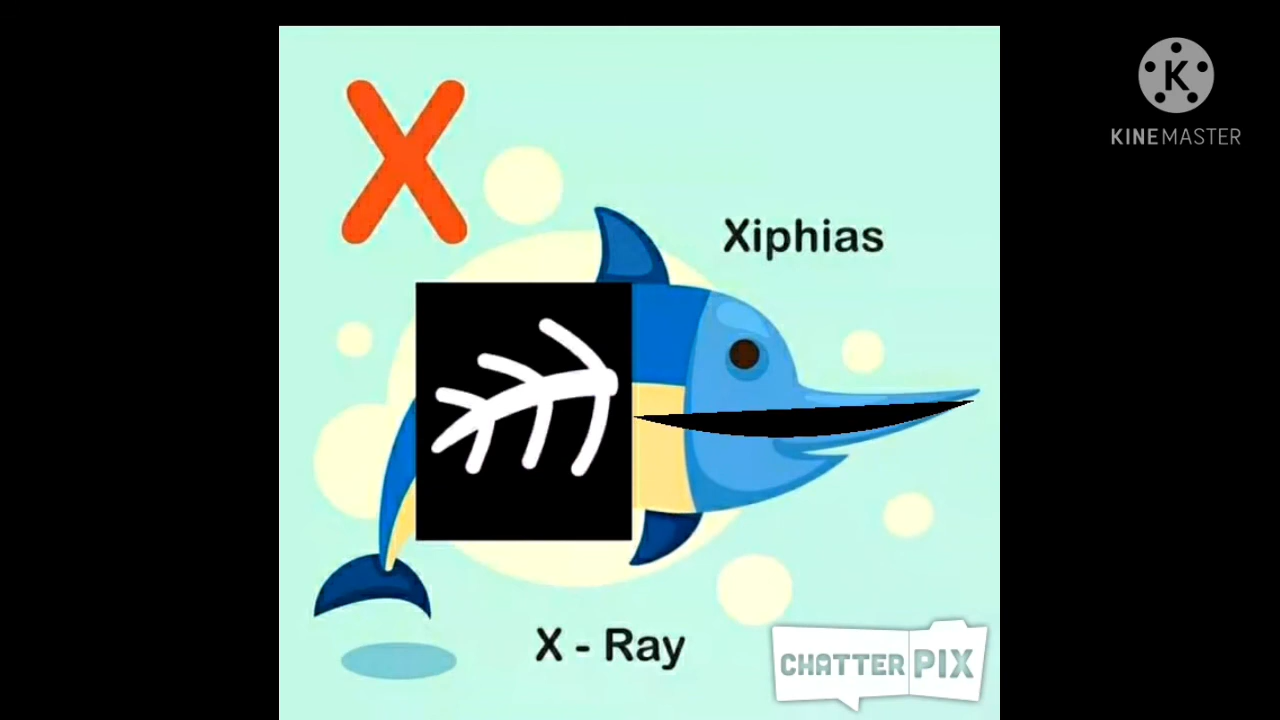 X
Xiphias
X - Ray
K
KINEMASTER
CHATTER PIX